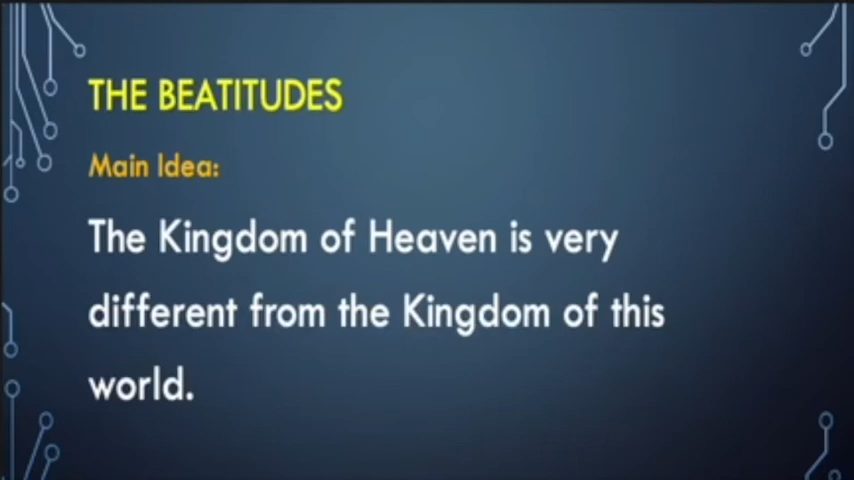 THE BEATITUDES
Main Idea:
The Kingdom of Heaven is very
different from the Kingdom of this
world.